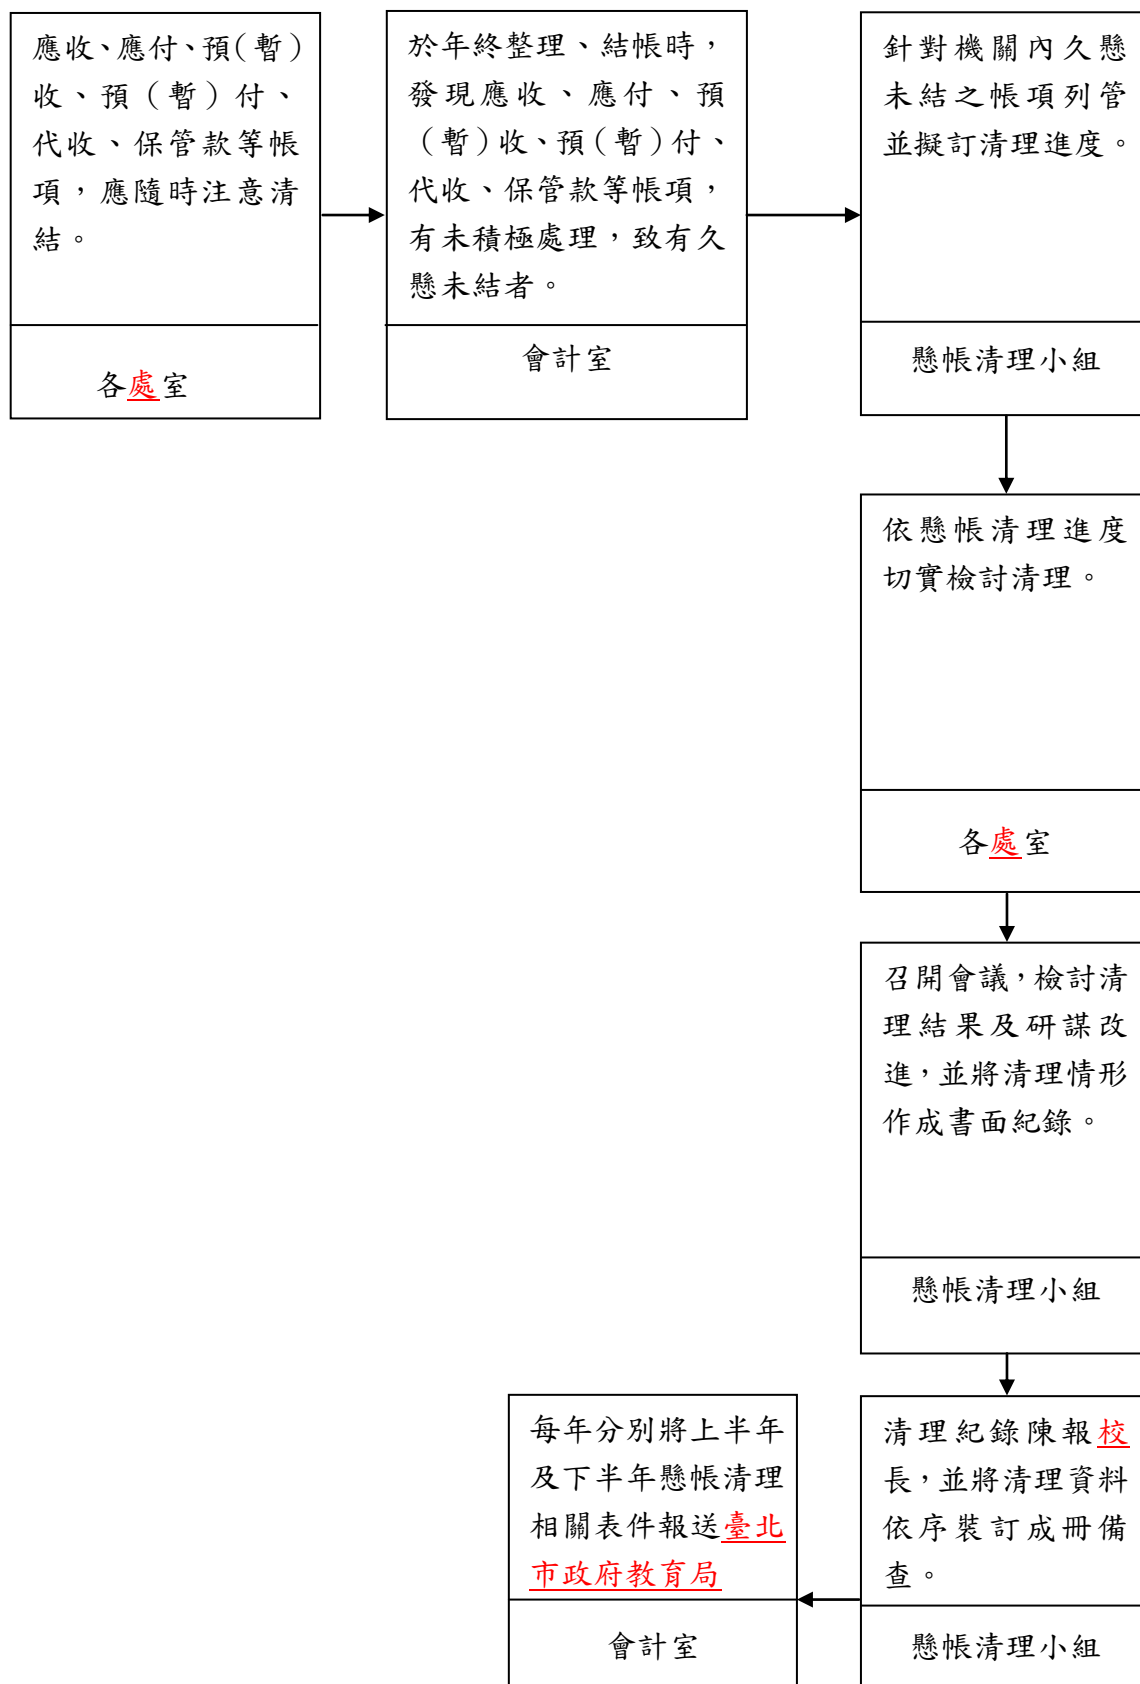 應收、應付、預(暫)
收、預（暫）付、
代收、保管款等帳
項，應隨時注意清
結。
各處室
於年終整理、結帳時，
發現應收、應付、預
（暫）收、預（暫）付、
代收、保管款等帳項，
有未積極處理，致有久
懸未結者。
會計室
針對機關內久懸
未結之帳項列管
並擬訂清理進度。
懸帳清理小組
依懸帳清理進度
切實檢討清理。
各處室
召開會議，檢討清
理結果及研謀改
進，並將清理情形
作成書面紀錄。
懸帳清理小組
清理紀錄陳報校
長，並將清理資料
依序裝訂成冊備
查。
懸帳清理小組
每年分別將上半年
及下半年懸帳清理
相關表件報送臺北
市政府教育局
會計室